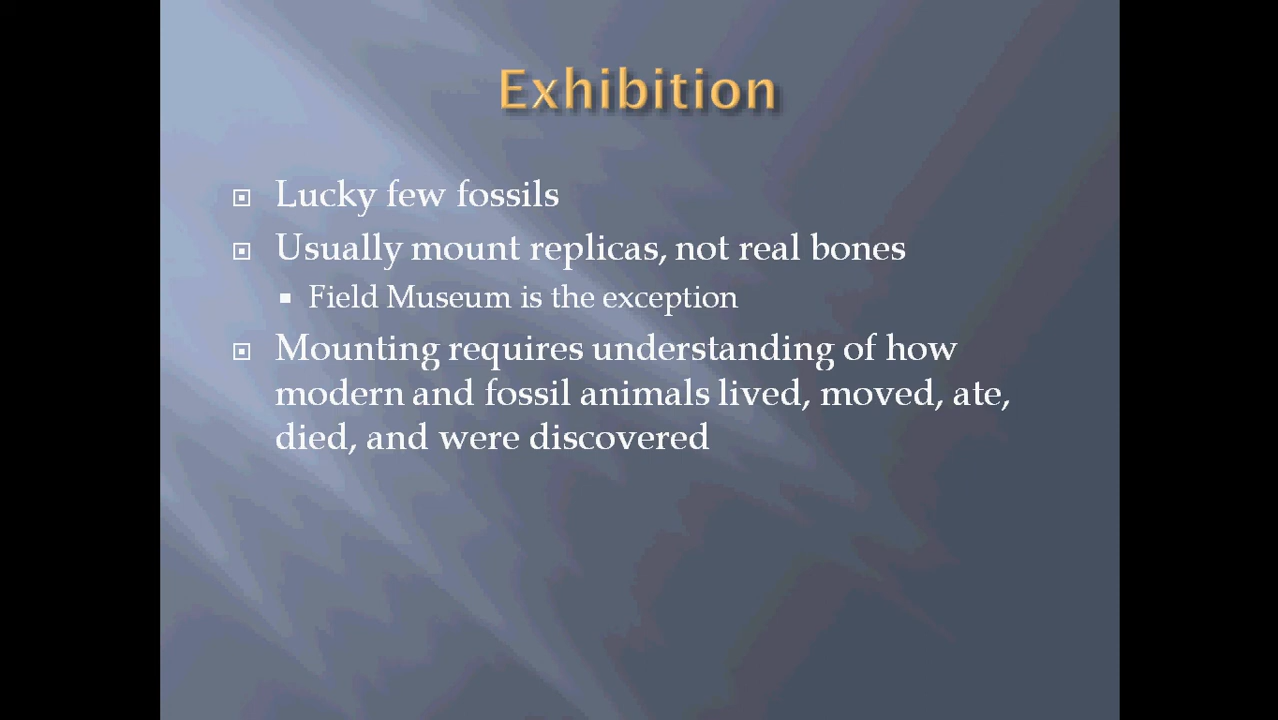 Exhibition
Lucky few fossils
Usually mount replicas, not real bones
Field Museum is the exception
Mounting requires understanding of how
modern and fossil animals lived, moved, ate,
died, and were discovered